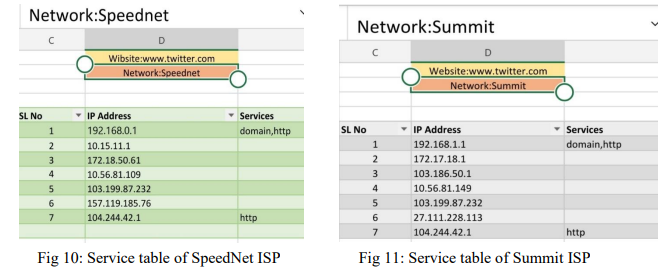 Network:Speednet
C D
Wibsite:www.twitter.com
Network:Speednet
SL No IP Address Services
1 192.168.0.1 domain,http
2 10.15.11.1
3 172.18.50.61
4 10.56.81.109
5 103.199.87.232
6 157.119.185.76
7 104.244.42.1 http
Fig 10: Service table of SpeedNet ISP
Network:Summit
C D
Website:www.twitter.com
Network:Summit
SL No IP Address Services
1 192.168.1.1 domain,http
2 172.17.18.1
3 103.186.50.1
4 10.56.81.149
5 103.199.87.232
6 27.111.228.113
7 104.244.42.1 http
Fig 11: Service table of Summit ISP